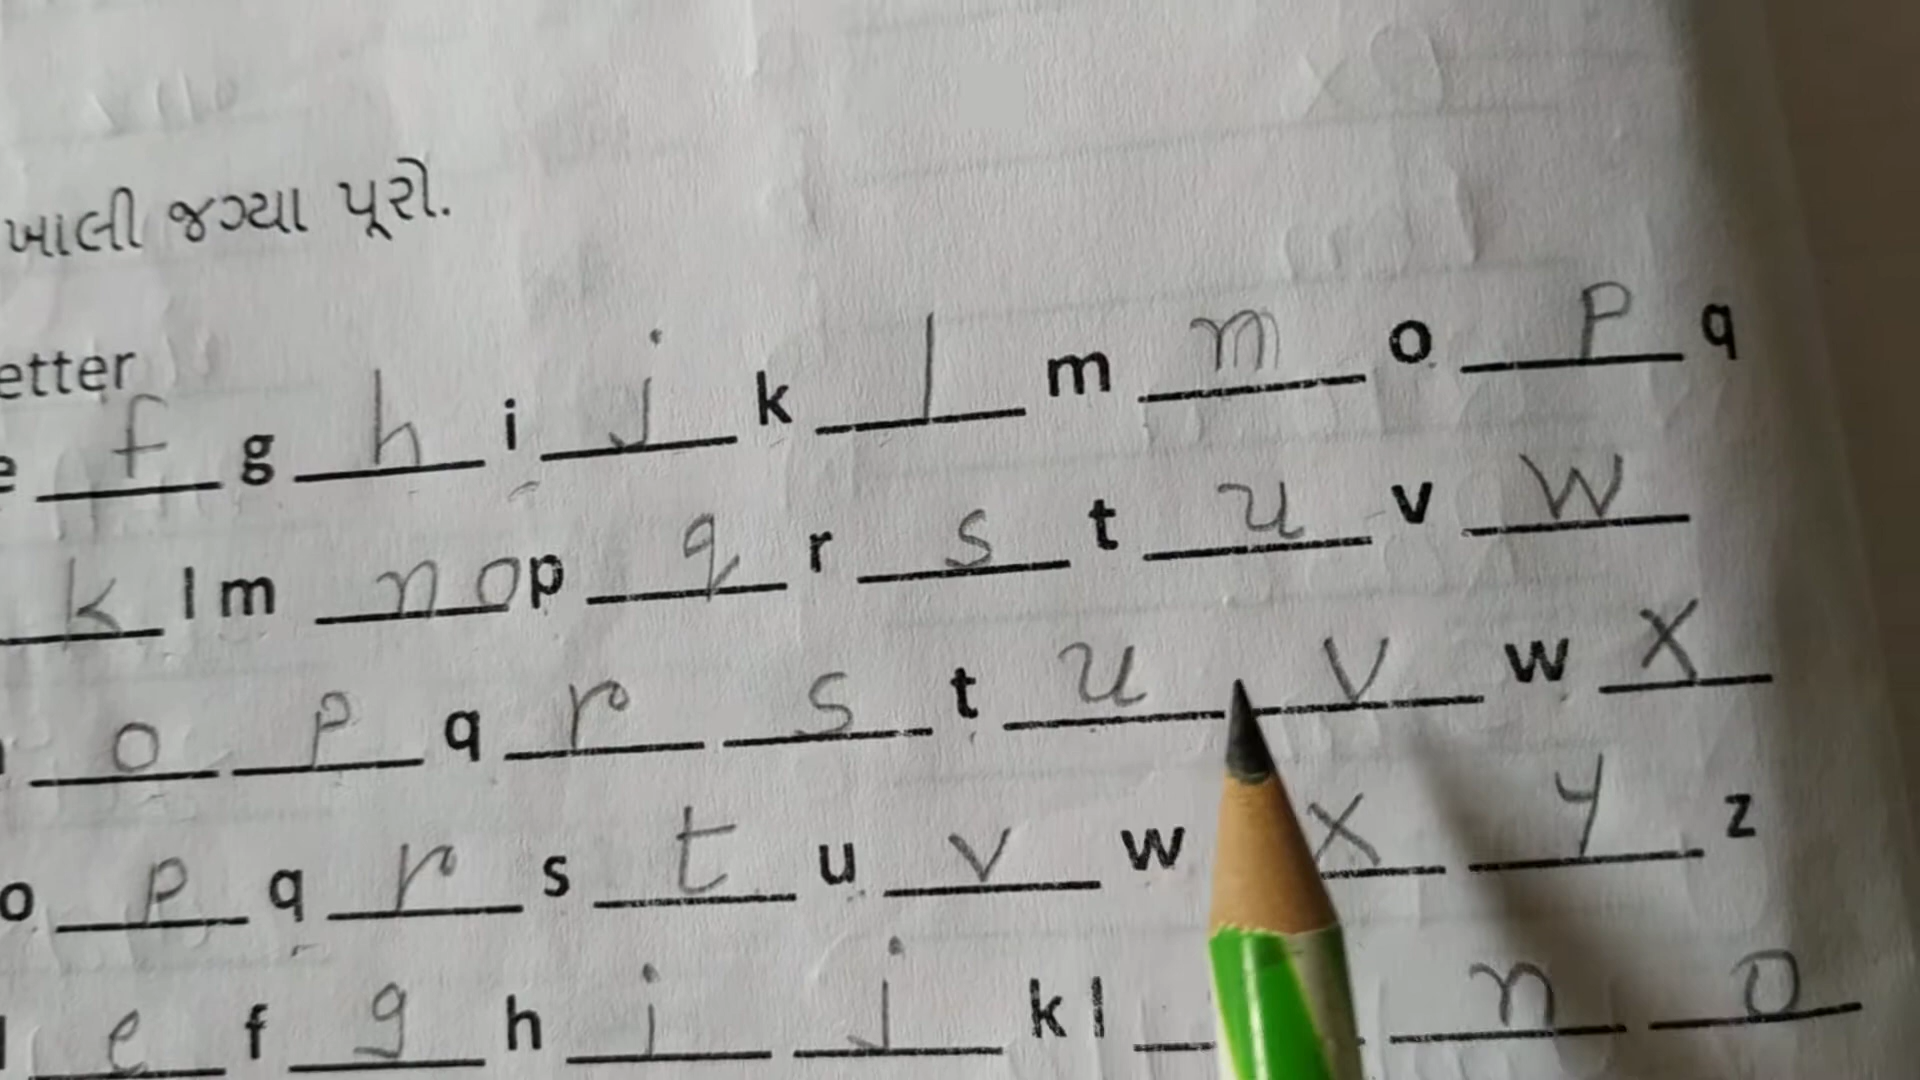 ખાલી જગ્યા પૂરો.
etter
e f g h i j k l m m o p q
k l m n o p q r s t u v w
o p q r s t u v w x
o p q r s t u v w x y z
e f g h i j k l n o